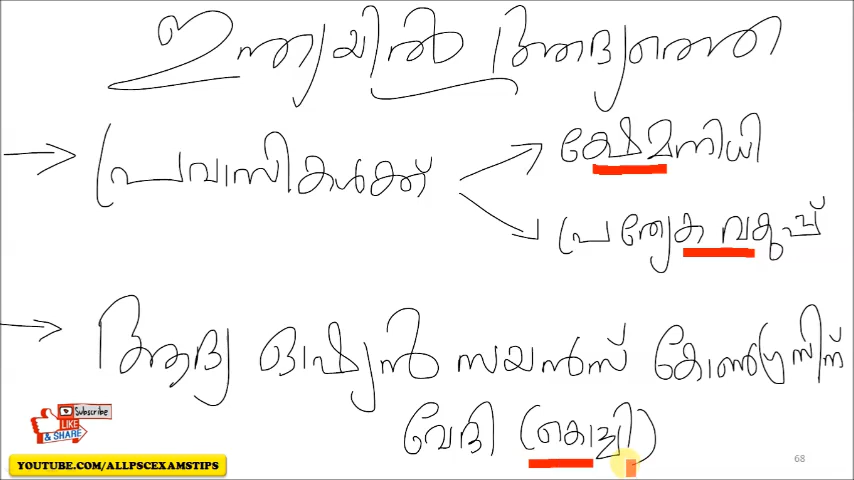 ഇന്ത്യയിൽ ആദ്യത്തെ
→ പ്രവാസികൾക്ക്
→ ക്ഷേമനിധി
→ പ്രത്യേക വകുപ്പ്
→ ആദ്യ ഓഷ്യൻ സയൻസ് കോൺഗ്രസിന്
വേദി (കൊച്ചി)
Subscribe
LIKE
& SHARE
YOUTUBE.COM/ALLPSCEXAMSTIPS
68